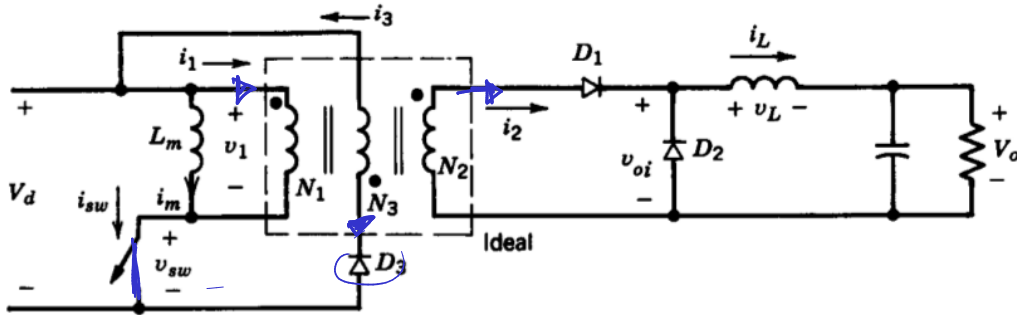 i3
i1
D1
iL
+
+
i2
+
+ vL −
+
Lm
v1
voi
D2
Vo
N1
N3
N2
−
−
Vd
isw
im
−
+
Ideal
vsw
D3
−
−